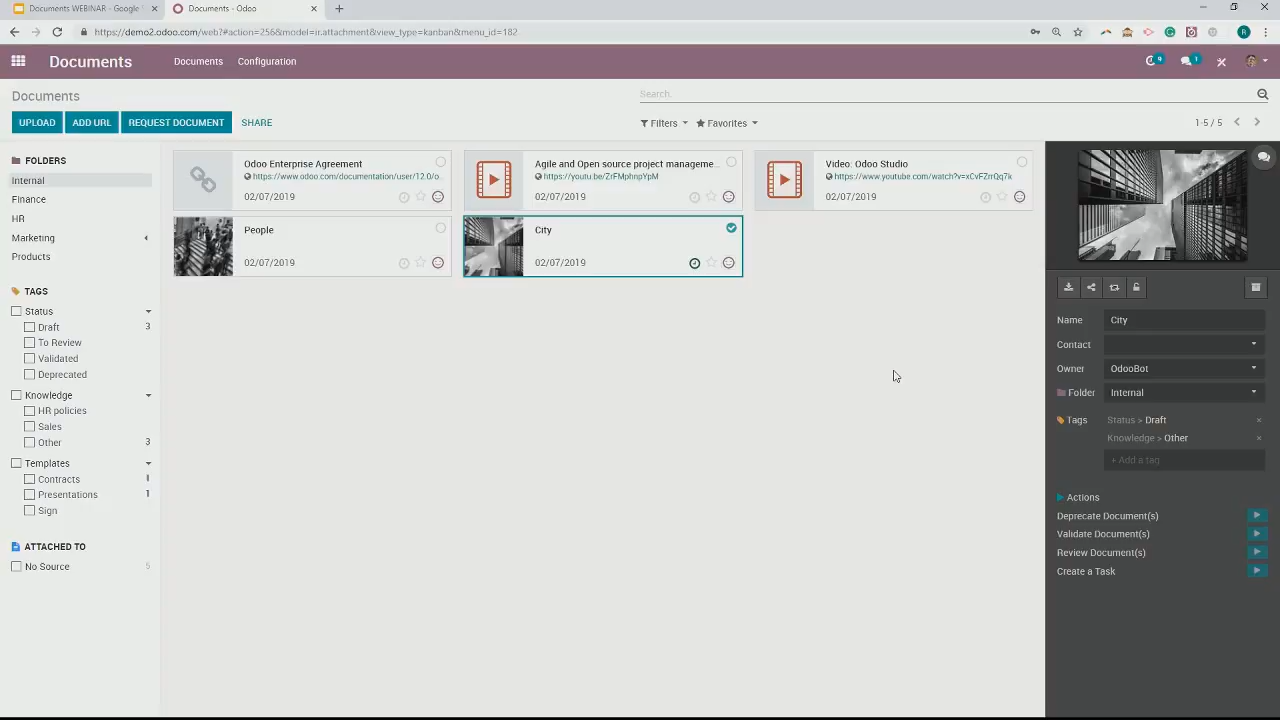 Documents WEBINAR - Google
Documents - Odoo
https://demo2.odoo.com/web?#action=256&model=ir.attachment&view_type=kanban&menu_id=182
R
Documents
Documents
Configuration
9
1
Documents
Search...
UPLOAD
ADD URL
REQUEST DOCUMENT
SHARE
Filters
Favorites
1-5 / 5
FOLDERS
Internal
Finance
HR
Marketing
Products
TAGS
Status
Draft 3
To Review
Validated
Deprecated
Knowledge
HR policies
Sales
Other 3
Templates
Contracts 1
Presentations 1
Sign
ATTACHED TO
No Source 5
Odoo Enterprise Agreement
https://www.odoo.com/documentation/user/12.0/o...
02/07/2019
Agile and Open source project manageme...
https://youtu.be/ZrFMphnpYpM
02/07/2019
Video: Odoo Studio
https://www.youtube.com/watch?v=xCvFZrrQq7k
02/07/2019
People
02/07/2019
City
02/07/2019
Name City
Contact
Owner OdooBot
Folder Internal
Tags Status > Draft ×
Knowledge > Other ×
+ Add a tag
Actions
Deprecate Document(s)
Validate Document(s)
Review Document(s)
Create a Task